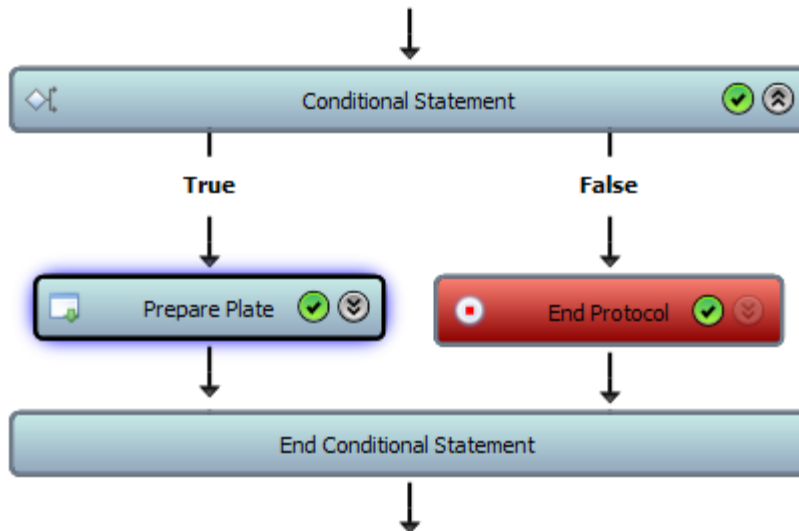 Conditional Statement
True
False
Prepare Plate
End Protocol
End Conditional Statement